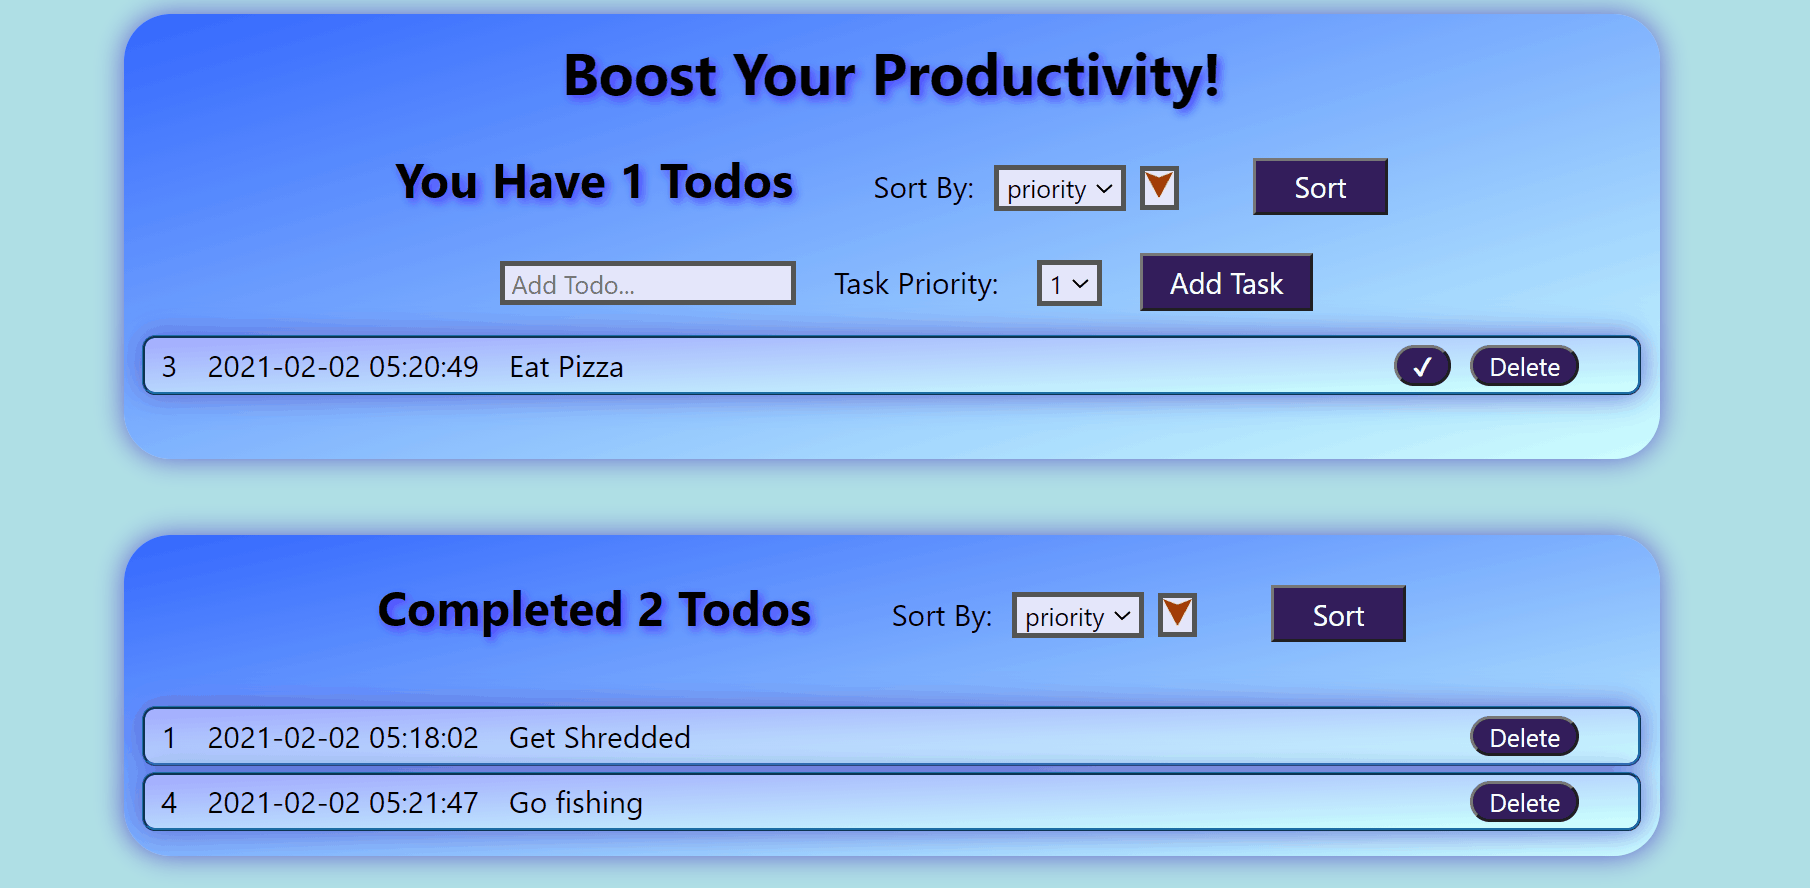 Boost Your Productivity!
You Have 1 Todos Sort By: priority Sort
Add Todo... Task Priority: 1 Add Task
3 2021-02-02 05:20:49 Eat Pizza ✓ Delete
Completed 2 Todos Sort By: priority Sort
1 2021-02-02 05:18:02 Get Shredded Delete
4 2021-02-02 05:21:47 Go fishing Delete